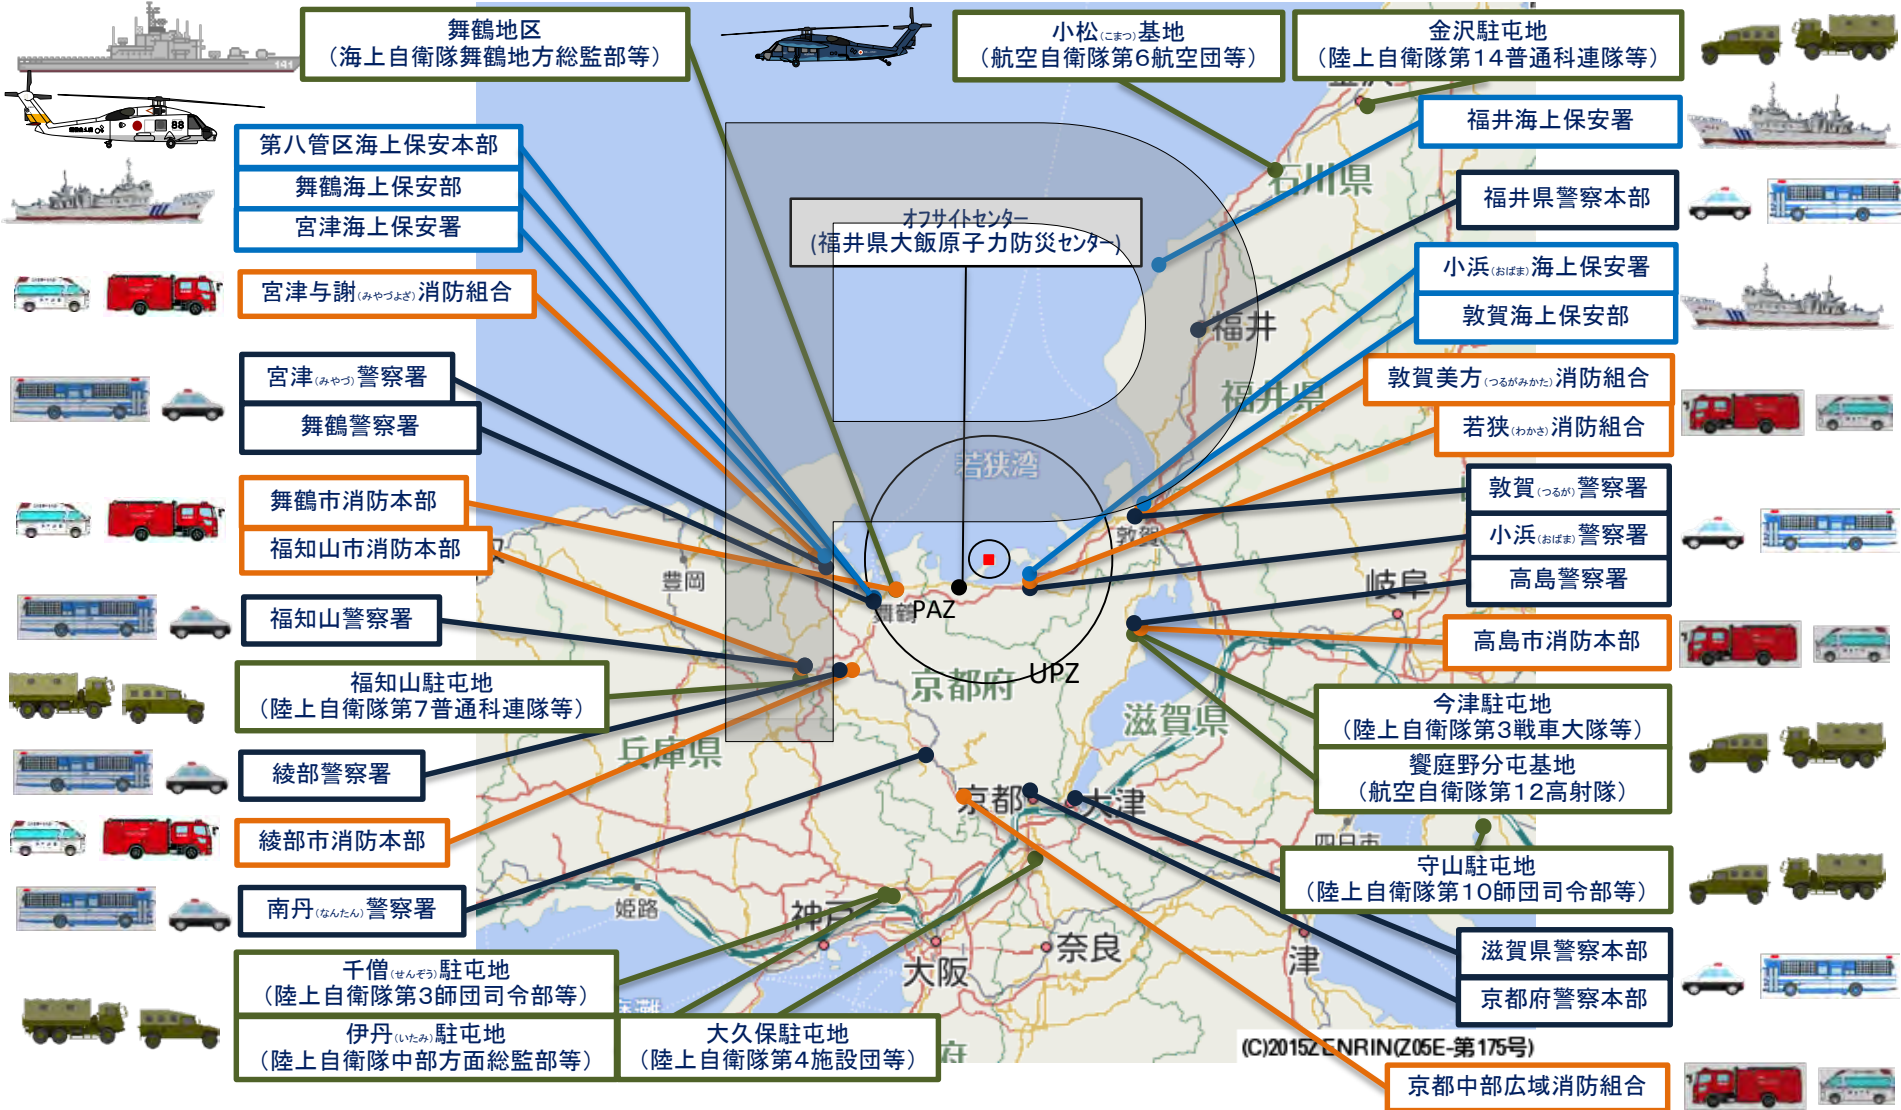 舞鶴地区
(海上自衛隊舞鶴地方総監部等)
小松(こまつ)基地
(航空自衛隊第6航空団等)
金沢駐屯地
(陸上自衛隊第14普通科連隊等)
141
88
第八管区海上保安本部
舞鶴海上保安部
宮津海上保安署
宮津与謝(みやづよざ)消防組合
宮津(みやづ)警察署
舞鶴警察署
舞鶴市消防本部
福知山市消防本部
福知山警察署
福知山駐屯地
(陸上自衛隊第7普通科連隊等)
綾部警察署
綾部市消防本部
南丹(なんたん)警察署
千僧(せんぞう)駐屯地
(陸上自衛隊第3師団司令部等)
伊丹(いたみ)駐屯地
(陸上自衛隊中部方面総監部等)
大久保駐屯地
(陸上自衛隊第4施設団等)
オフサイトセンター
(福井県大飯原子力防災センター)
福井海上保安署
福井県警察本部
小浜(おばま)海上保安署
敦賀海上保安部
敦賀美方(つるがみかた)消防組合
若狭(わかさ)消防組合
敦賀(つるが)警察署
小浜(おばま)警察署
高島警察署
高島市消防本部
今津駐屯地
(陸上自衛隊第3戦車大隊等)
饗庭野分屯基地
(航空自衛隊第12高射隊)
守山駐屯地
(陸上自衛隊第10師団司令部等)
滋賀県警察本部
京都府警察本部
京都中部広域消防組合
石川県
福井
福井県
若狭湾
敦賀
豊岡
舞鶴
PAZ
UPZ
岐阜
京都府
滋賀県
兵庫県
京都
大津
四日市
姫路
神戸
大阪
奈良
津
府
(C)2015ZENRIN(Z05E-第175号)